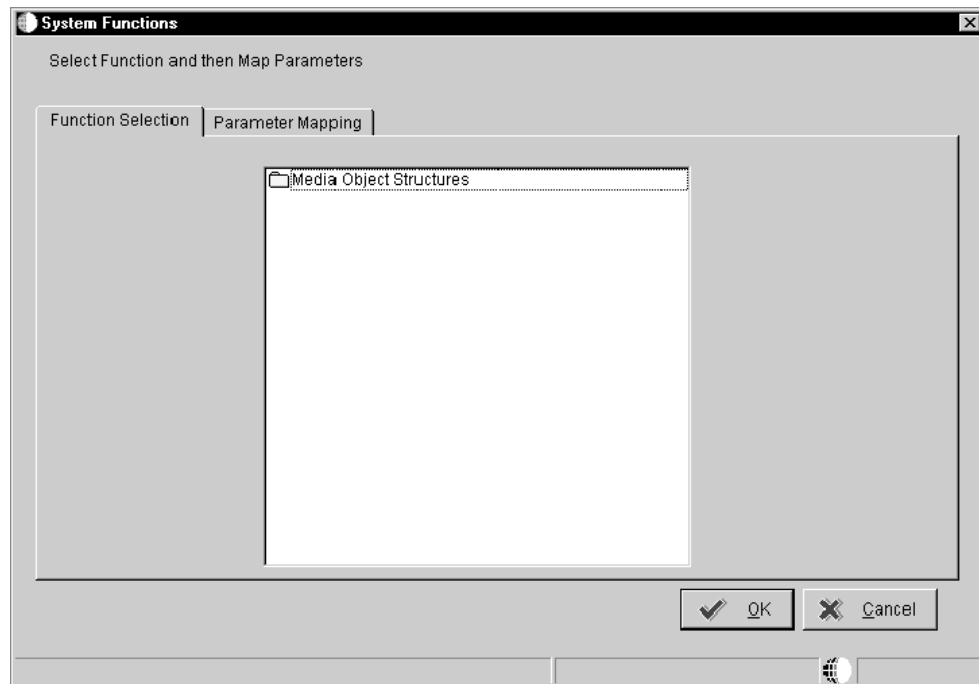 System Functions
Select Function and then Map Parameters
Function Selection
Parameter Mapping
Media Object Structures
OK
Cancel